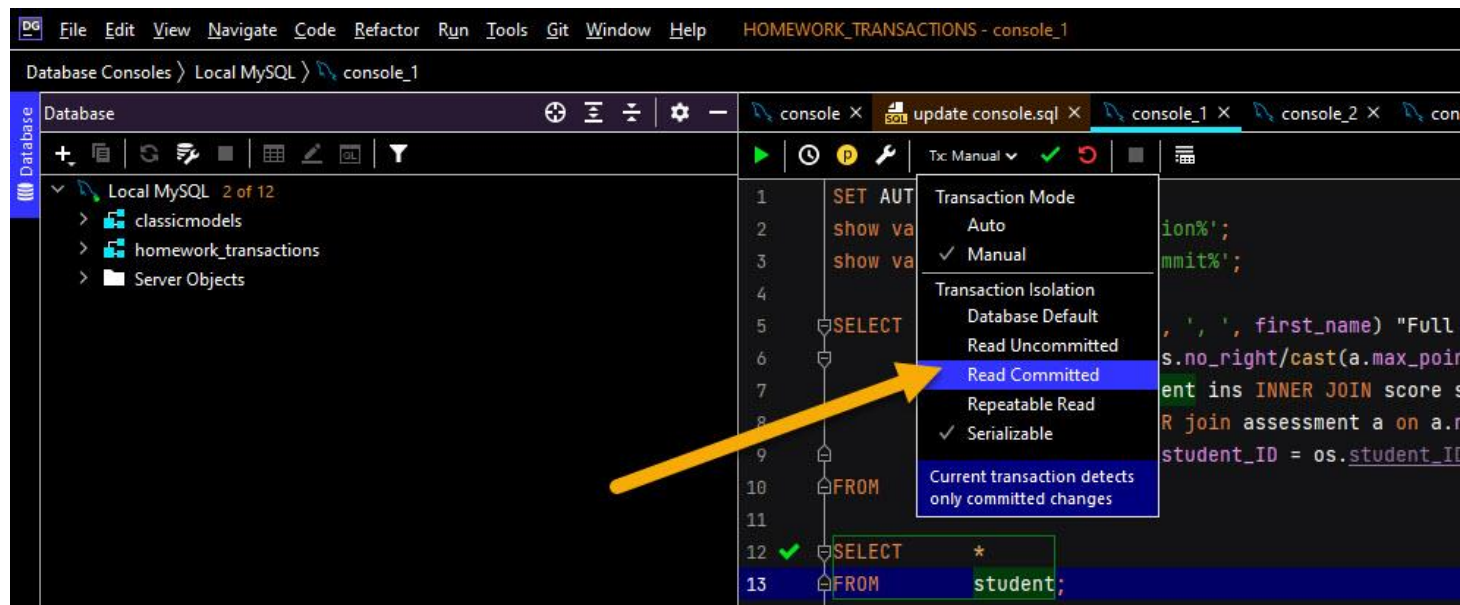 DG File Edit View Navigate Code Refactor Run Tools Git Window Help HOMEWORK_TRANSACTIONS - console_1
Database Consoles 〉 Local MySQL 〉 console_1
Database
Database
console × SQL update console.sql × console_1 × console_2 × con
QL
P Tx: Manual
Local MySQL 2 of 12
classicmodels
homework_transactions
Server Objects
Transaction Mode
Auto
✓ Manual
Transaction Isolation
Database Default
Read Uncommitted
Read Committed
Repeatable Read
✓ Serializable
Current transaction detects
only committed changes
1 SET AUT
2 show va ion%';
3 show va mmit%';
4
5 SELECT , ', ', first_name) "Full
6 s.no_right/cast(a.max_poin
7 ent ins INNER JOIN score s
8 R join assessment a on a.
9 student_ID = os.student_ID
10 FROM
11
12 SELECT *
13 FROM student;